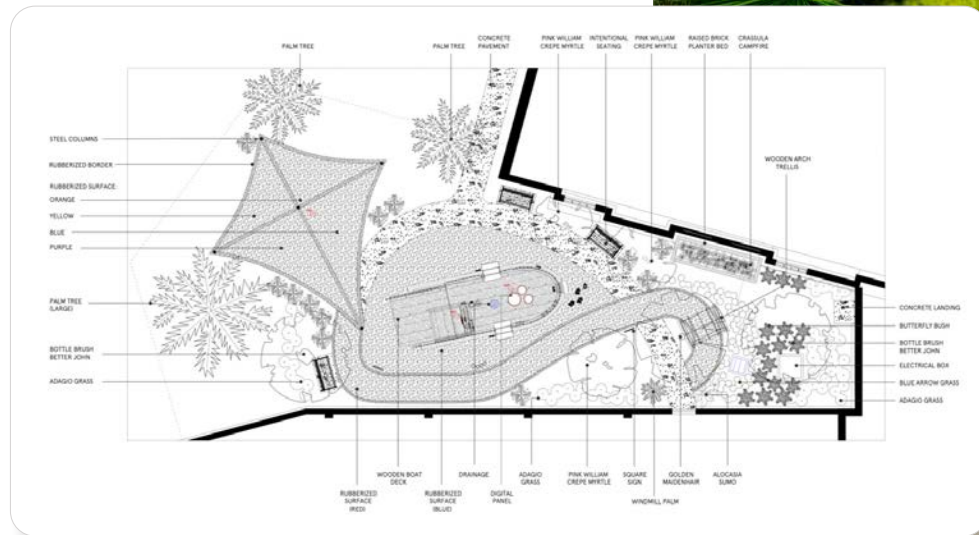 PALM TREE
PALM TREE
CONCRETE
PAVEMENT
PINK WILLIAM
CREPE MYRTLE
INTENTIONAL
SEATING
PINK WILLIAM
CREPE MYRTLE
RAISED BRICK
PLANTER BED
CRASSULA
CAMPFIRE
WOODEN ARCH
TRELLIS
STEEL COLUMNS
RUBBERIZED BORDER
RUBBERIZED SURFACE:
ORANGE
YELLOW
BLUE
PURPLE
PALM TREE
(LARGE)
BOTTLE BRUSH
BETTER JOHN
ADAGIO GRASS
CONCRETE LANDING
BUTTERFLY BUSH
BOTTLE BRUSH
BETTER JOHN
ELECTRICAL BOX
BLUE ARROW GRASS
ADAGIO GRASS
RUBBERIZED
SURFACE
(RED)
WOODEN BOAT
DECK
RUBBERIZED
SURFACE
(BLUE)
DRAINAGE
DIGITAL
PANEL
ADAGIO
GRASS
PINK WILLIAM
CREPE MYRTLE
SQUARE
SIGN
WINDMILL PALM
GOLDEN
MAIDENHAIR
ALOCASIA
SUMO